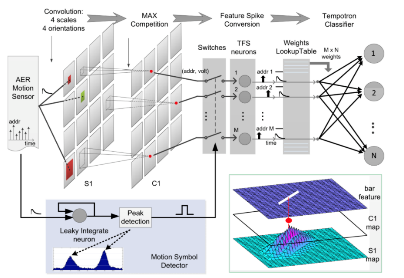 Convolution:
4 scales
4 orientations
MAX
Competition
Feature Spike
Conversion
Tempotron
Classifier
Switches
TFS
neurons
Weights
LookupTable
M x N
weights
AER
Motion
Sensor
addr
time
(addr, volt)
1
addr 1
2
addr 2
M
addr M
time
1
2
N
S1
C1
Leaky Integrate
neuron
Peak
detection
Motion Symbol
Detector
bar
feature
C1
map
S1
map